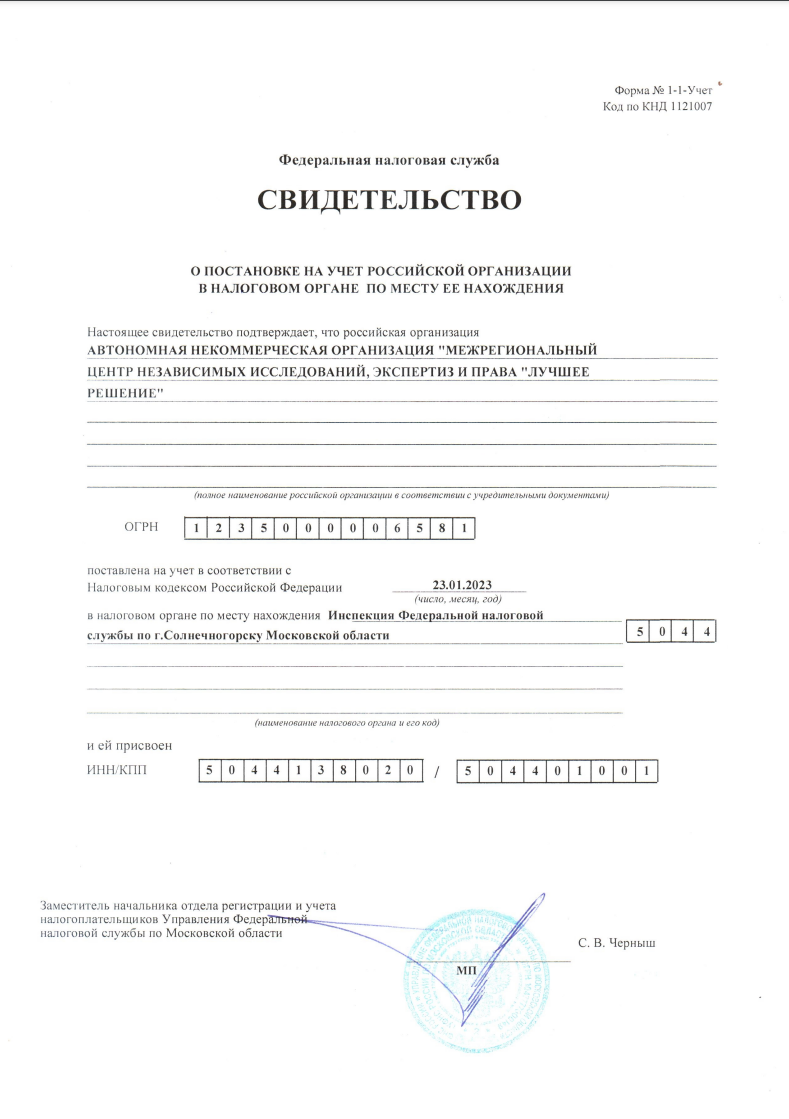 Форма № 1-1-Учет
Код по КНД 1121007
Федеральная налоговая служба
СВИДЕТЕЛЬСТВО
О ПОСТАНОВКЕ НА УЧЕТ РОССИЙСКОЙ ОРГАНИЗАЦИИ
В НАЛОГОВОМ ОРГАНЕ ПО МЕСТУ ЕЕ НАХОЖДЕНИЯ
Настоящее свидетельство подтверждает, что российская организация
АВТОНОМНАЯ НЕКОММЕРЧЕСКАЯ ОРГАНИЗАЦИЯ "МЕЖРЕГИОНАЛЬНЫЙ
ЦЕНТР НЕЗАВИСИМЫХ ИССЛЕДОВАНИЙ, ЭКСПЕРТИЗ И ПРАВА "ЛУЧШЕЕ
РЕШЕНИЕ"
(полное наименование российской организации в соответствии с учредительными документами)
ОГРН 1 2 3 5 0 0 0 0 0 6 5 8 1
поставлена на учет в соответствии с
Налоговым кодексом Российской Федерации 23.01.2023
(число, месяц, год)
в налоговом органе по месту нахождения Инспекция Федеральной налоговой
службы по г.Солнечногорску Московской области 5 0 4 4
(наименование налогового органа и его код)
и ей присвоен
ИНН/КПП 5 0 4 4 1 3 8 0 2 0 / 5 0 4 4 0 1 0 0 1
Заместитель начальника отдела регистрации и учета
налогоплательщиков Управления Федеральной
налоговой службы по Московской области
С. В. Черныш
МП